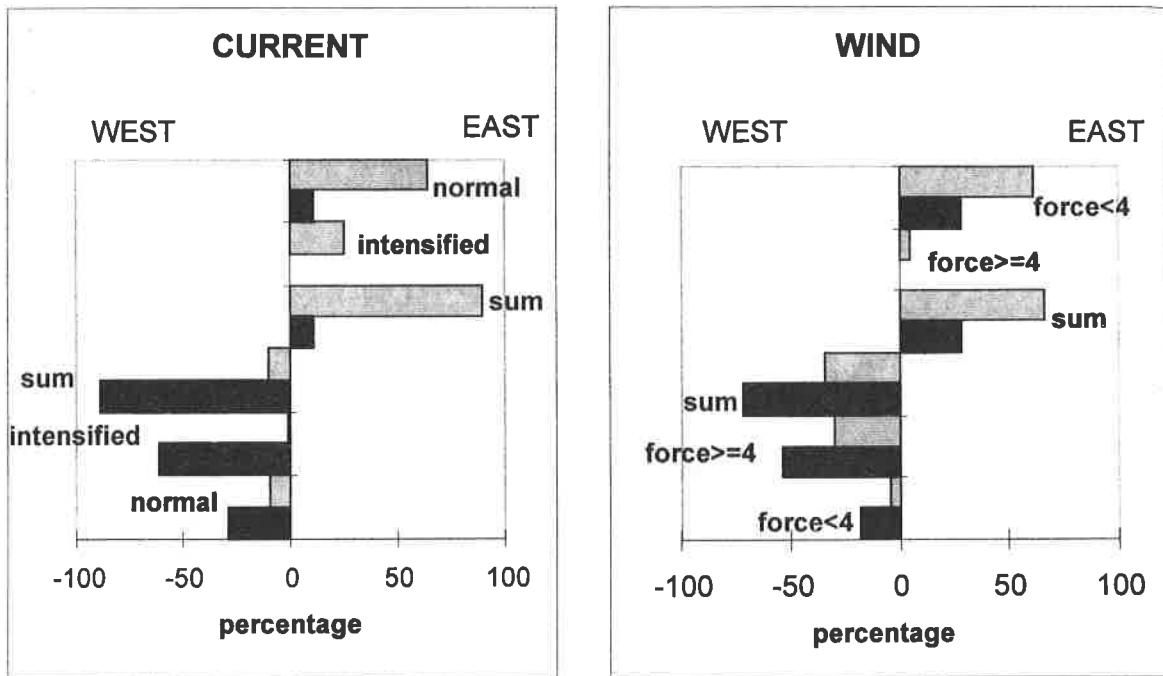 CURRENT
WEST EAST
normal
intensified
sum
sum
intensified
normal
-100 -50 0 50 100
percentage
WIND
WEST EAST
force<4
force>=4
sum
sum
force>=4
force<4
-100 -50 0 50 100
percentage